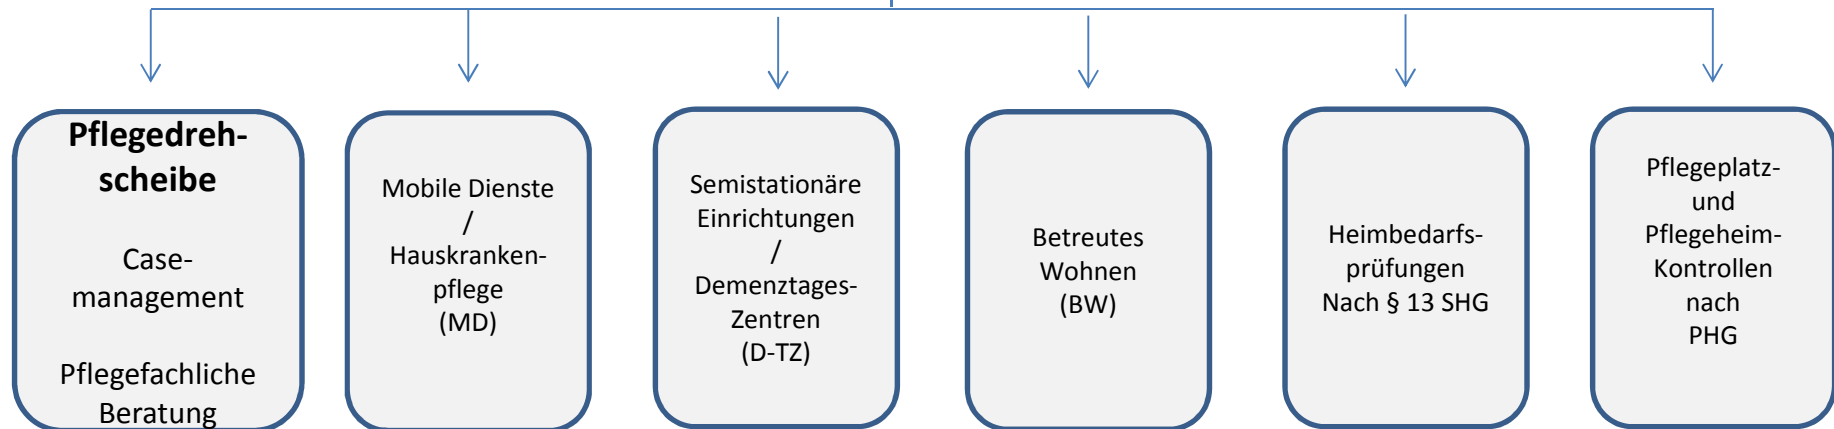 Pflegedreh-
scheibe
Case-
management
Pflegefachliche
Beratung
Mobile Dienste
/
Hauskranken-
pflege
(MD)
Semistationäre
Einrichtungen
/
Demenztages-
Zentren
(D-TZ)
Betreutes
Wohnen
(BW)
Heimbedarfs-
prüfungen
Nach § 13 SHG
Pflegeplatz-
und
Pflegeheim-
Kontrollen
nach
PHG